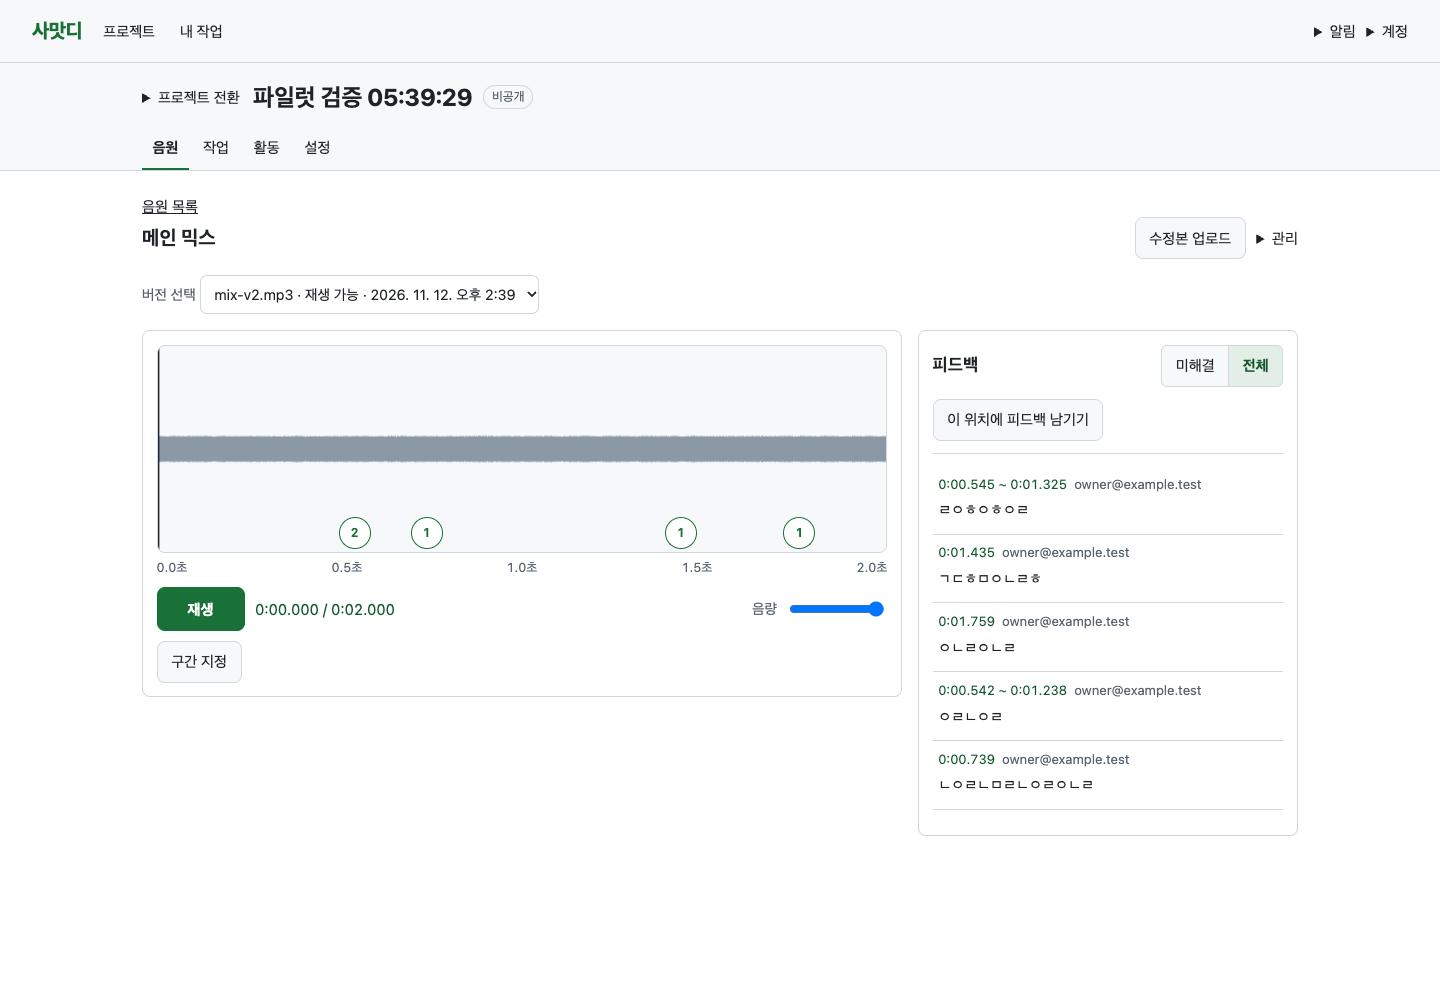 사맛디 프로젝트 내 작업 ▶ 알림 ▶ 계정
▶ 프로젝트 전환 파일럿 검증 05:39:29 비공개
음원 작업 활동 설정
음원 목록
메인 믹스
수정본 업로드 ▶ 관리
버전 선택 mix-v2.mp3 · 재생 가능 · 2026. 11. 12. 오후 2:39
2 1 1 1
0.0초 0.5초 1.0초 1.5초 2.0초
재생 0:00.000 / 0:02.000 음량
구간 지정
피드백 미해결 전체
이 위치에 피드백 남기기
0:00.545 ~ 0:01.325 owner@example.test
ㄹㅇㅎㅇㅎㅇㄹ
0:01.435 owner@example.test
ㄱㄷㅎㅁㅇㄴㄹㅎ
0:01.759 owner@example.test
ㅇㄴㄹㅇㄴㄹ
0:00.542 ~ 0:01.238 owner@example.test
ㅇㄹㄴㅇㄹ
0:00.739 owner@example.test
ㄴㅇㄹㄴㅁㄹㄴㅇㄹㅇㄴㄹ